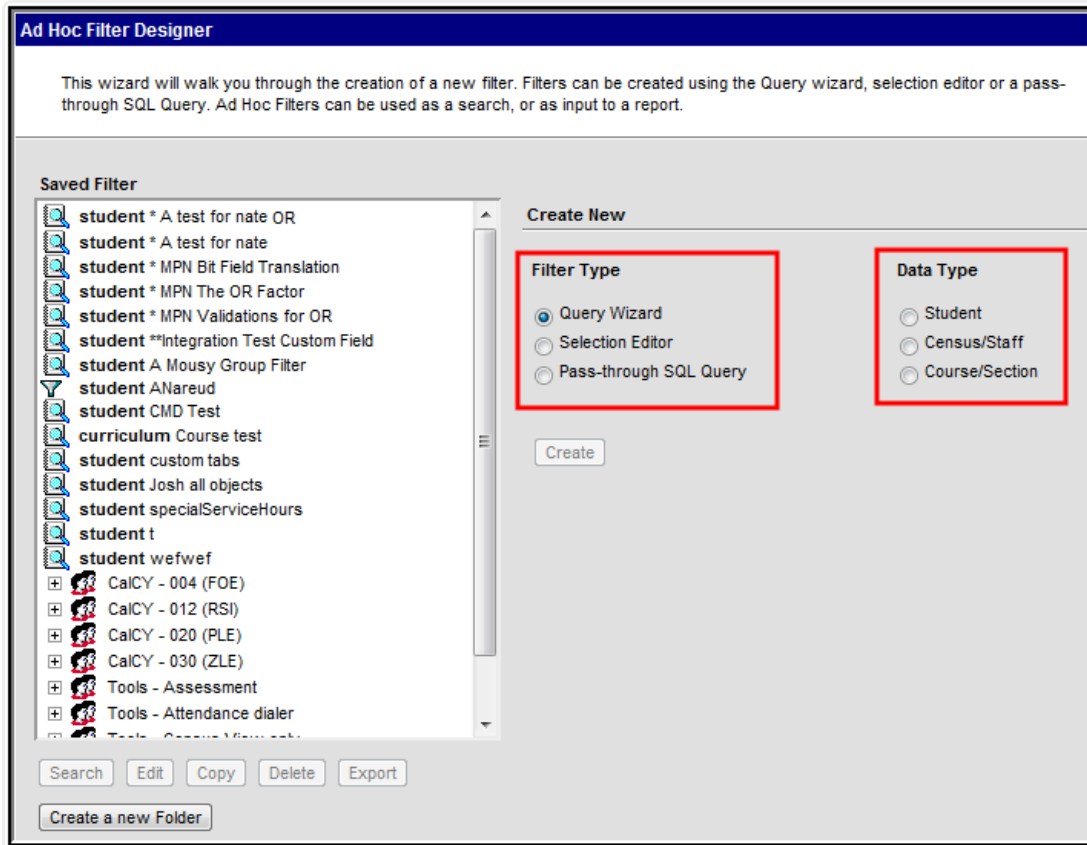 Ad Hoc Filter Designer
This wizard will walk you through the creation of a new filter. Filters can be created using the Query wizard, selection editor or a pass-
through SQL Query. Ad Hoc Filters can be used as a search, or as input to a report.
Saved Filter
student * A test for nate OR
student * A test for nate
student * MPN Bit Field Translation
student * MPN The OR Factor
student * MPN Validations for OR
student **Integration Test Custom Field
student A Mousy Group Filter
student ANareud
student CMD Test
curriculum Course test
student custom tabs
student Josh all objects
student specialServiceHours
student t
student wefwef
CalCY - 004 (FOE)
CalCY - 012 (RSI)
CalCY - 020 (PLE)
CalCY - 030 (ZLE)
Tools - Assessment
Tools - Attendance dialer
Tools - Census View only
Search Edit Copy Delete Export
Create a new Folder
Create New
Filter Type
Query Wizard
Selection Editor
Pass-through SQL Query
Create
Data Type
Student
Census/Staff
Course/Section